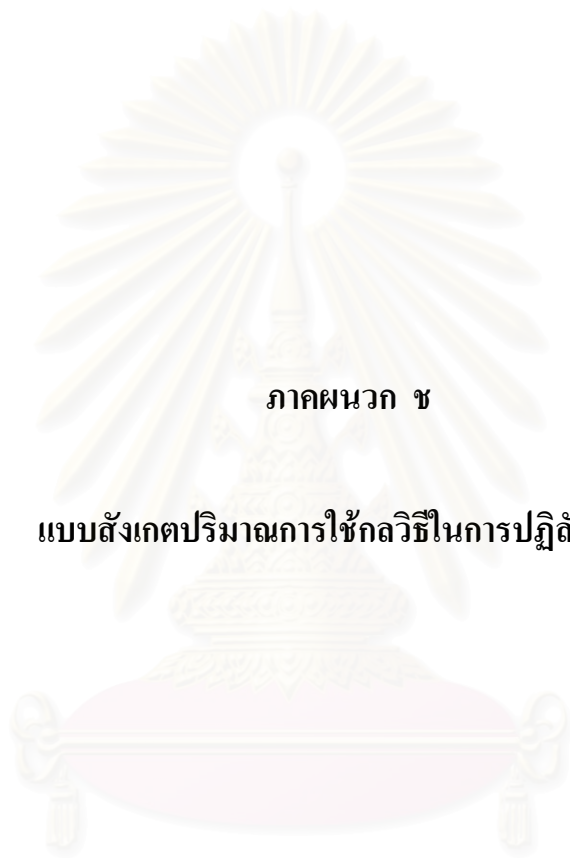 ภาคผนวก ช
แบบสังเกตปริมาณการใช้กลวิธีในการปฏิสั